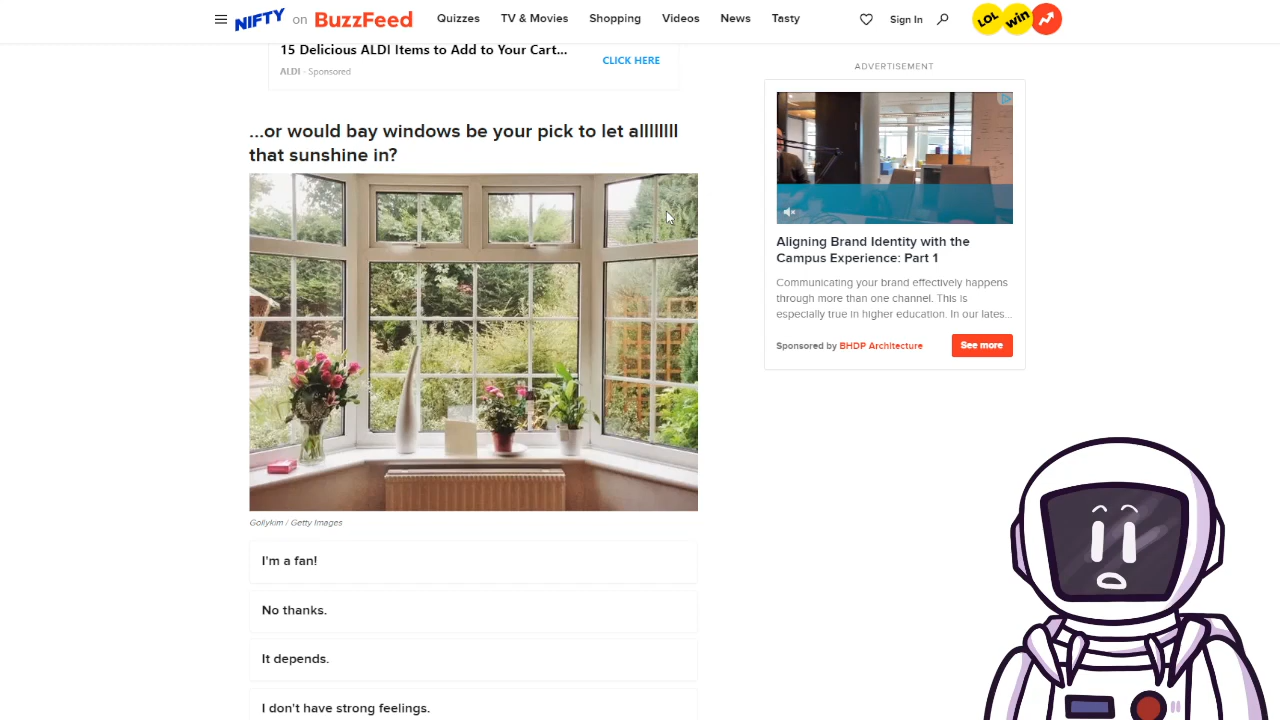 NIFTY on BuzzFeed Quizzes TV & Movies Shopping Videos News Tasty Sign In LOL win
15 Delicious ALDI Items to Add to Your Cart...
ALDI - Sponsored
CLICK HERE
...or would bay windows be your pick to let allllllll
that sunshine in?
Gollykim / Getty Images
I'm a fan!
No thanks.
It depends.
I don't have strong feelings.
ADVERTISEMENT
Aligning Brand Identity with the
Campus Experience: Part 1
Communicating your brand effectively happens
through more than one channel. This is
especially true in higher education. In our lates...
Sponsored by BHDP Architecture
See more